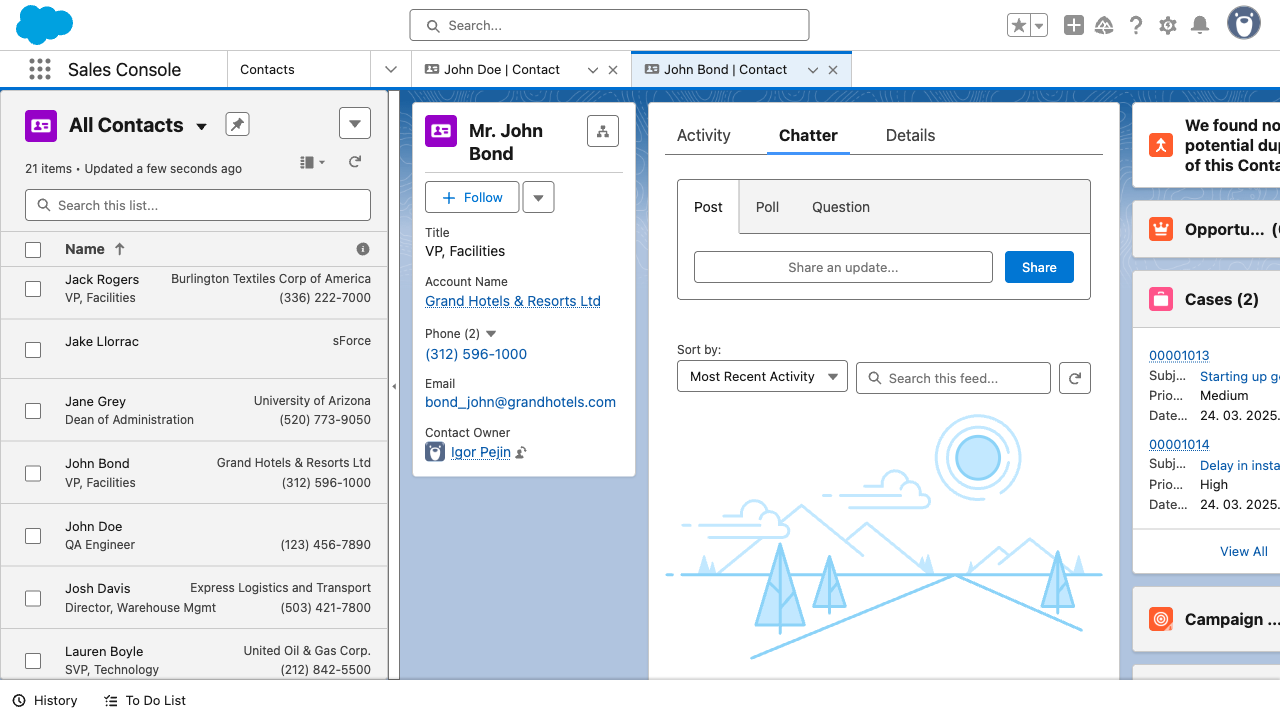 Search...
Sales Console
Contacts
John Doe | Contact
John Bond | Contact
All Contacts
21 items • Updated a few seconds ago
Search this list...
Name
Jack Rogers
Burlington Textiles Corp of America
VP, Facilities
(336) 222-7000
Jake Llorrac
sForce
Jane Grey
University of Arizona
Dean of Administration
(520) 773-9050
John Bond
Grand Hotels & Resorts Ltd
VP, Facilities
(312) 596-1000
John Doe
QA Engineer
(123) 456-7890
Josh Davis
Express Logistics and Transport
Director, Warehouse Mgmt
(503) 421-7800
Lauren Boyle
United Oil & Gas Corp.
SVP, Technology
(212) 842-5500
Mr. John
Bond
Follow
Title
VP, Facilities
Account Name
Grand Hotels & Resorts Ltd
Phone (2)
(312) 596-1000
Email
bond_john@grandhotels.com
Contact Owner
Igor Pejin
Activity
Chatter
Details
Post
Poll
Question
Share an update...
Share
Sort by:
Most Recent Activity
Search this feed...
We found no
potential dup
of this Conta
Opportu...
Cases (2)
00001013
Subj...
Starting up ge
Prio...
Medium
Date...
24. 03. 2025.
00001014
Subj...
Delay in insta
Prio...
High
Date...
24. 03. 2025.
View All
Campaign ...
History
To Do List